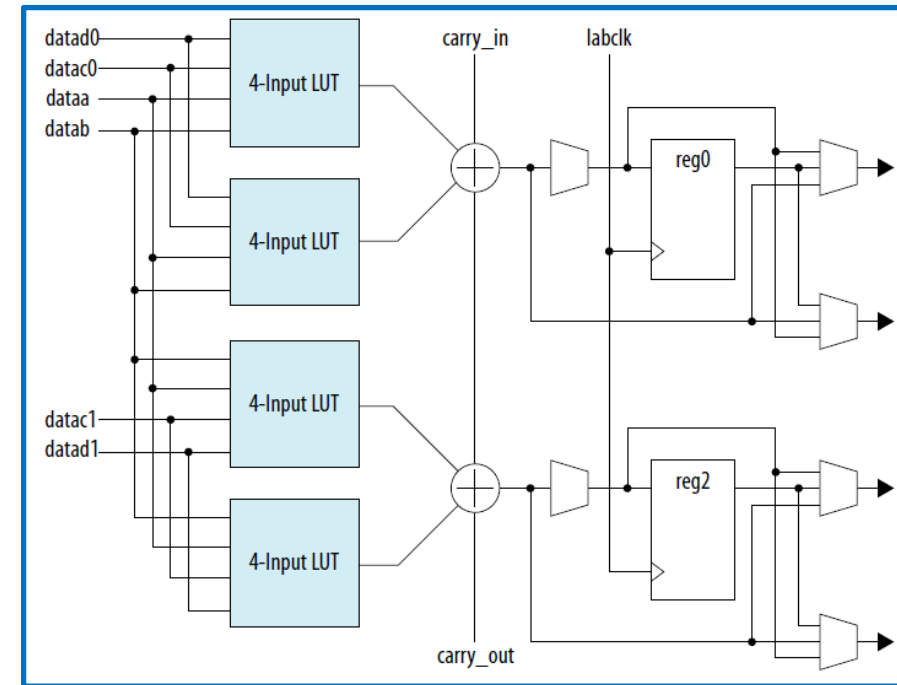 datad0
datac0
dataa
datab
4-Input LUT
carry_in
labclk
reg0
4-Input LUT
4-Input LUT
datac1
datad1
reg2
4-Input LUT
carry_out